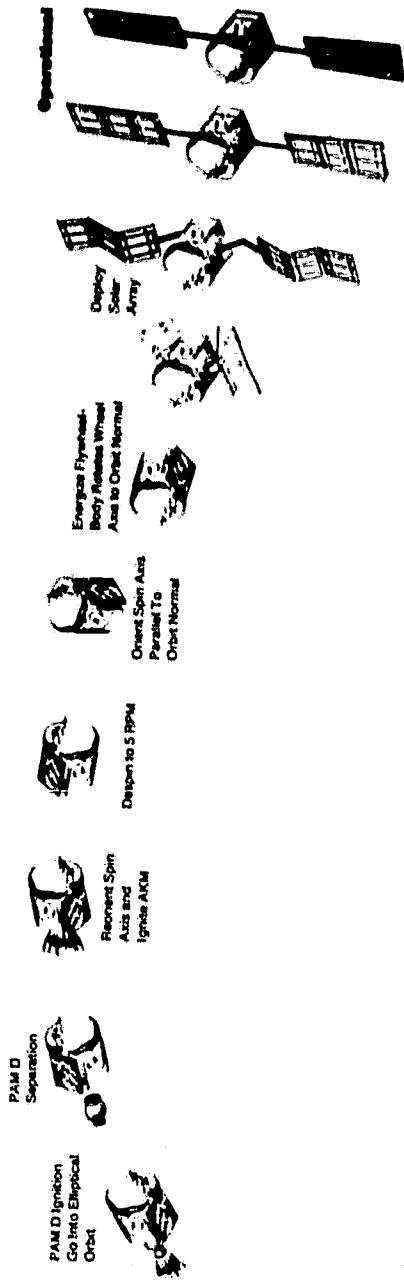 PAM D Ignition
Go Into Elliptical
Orbit
PAM D
Separation
Reorient Spin
Axis and
Ignite AKM
Despin to 5 RPM
Orient Spin Axis
Parallel To
Orbit Normal
Energize Flywheel-
Body Rotates Wheel
Axis to Orbit Normal
Deploy
Solar
Array
Operational